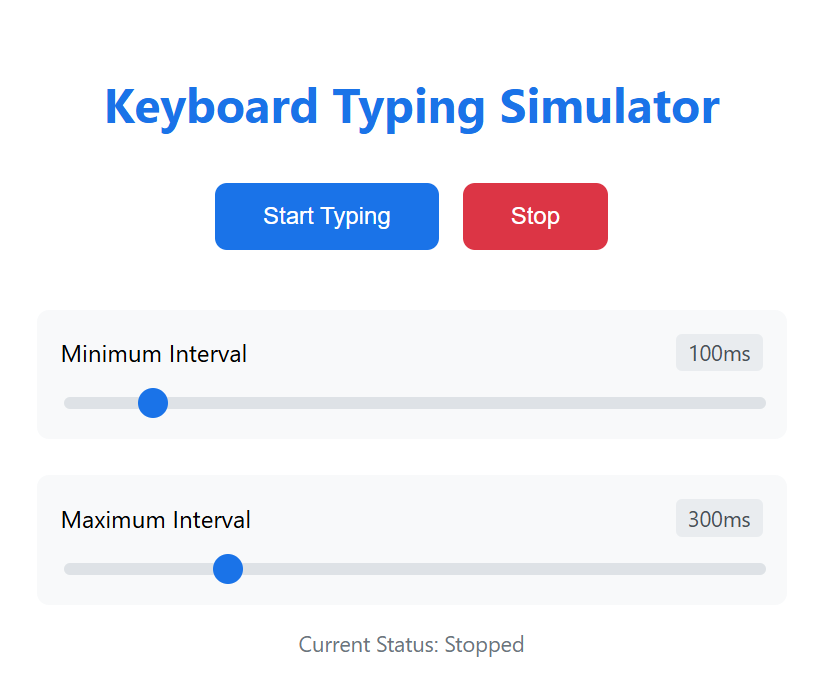 Keyboard Typing Simulator
Start Typing Stop
Minimum Interval 100ms
Maximum Interval 300ms
Current Status: Stopped